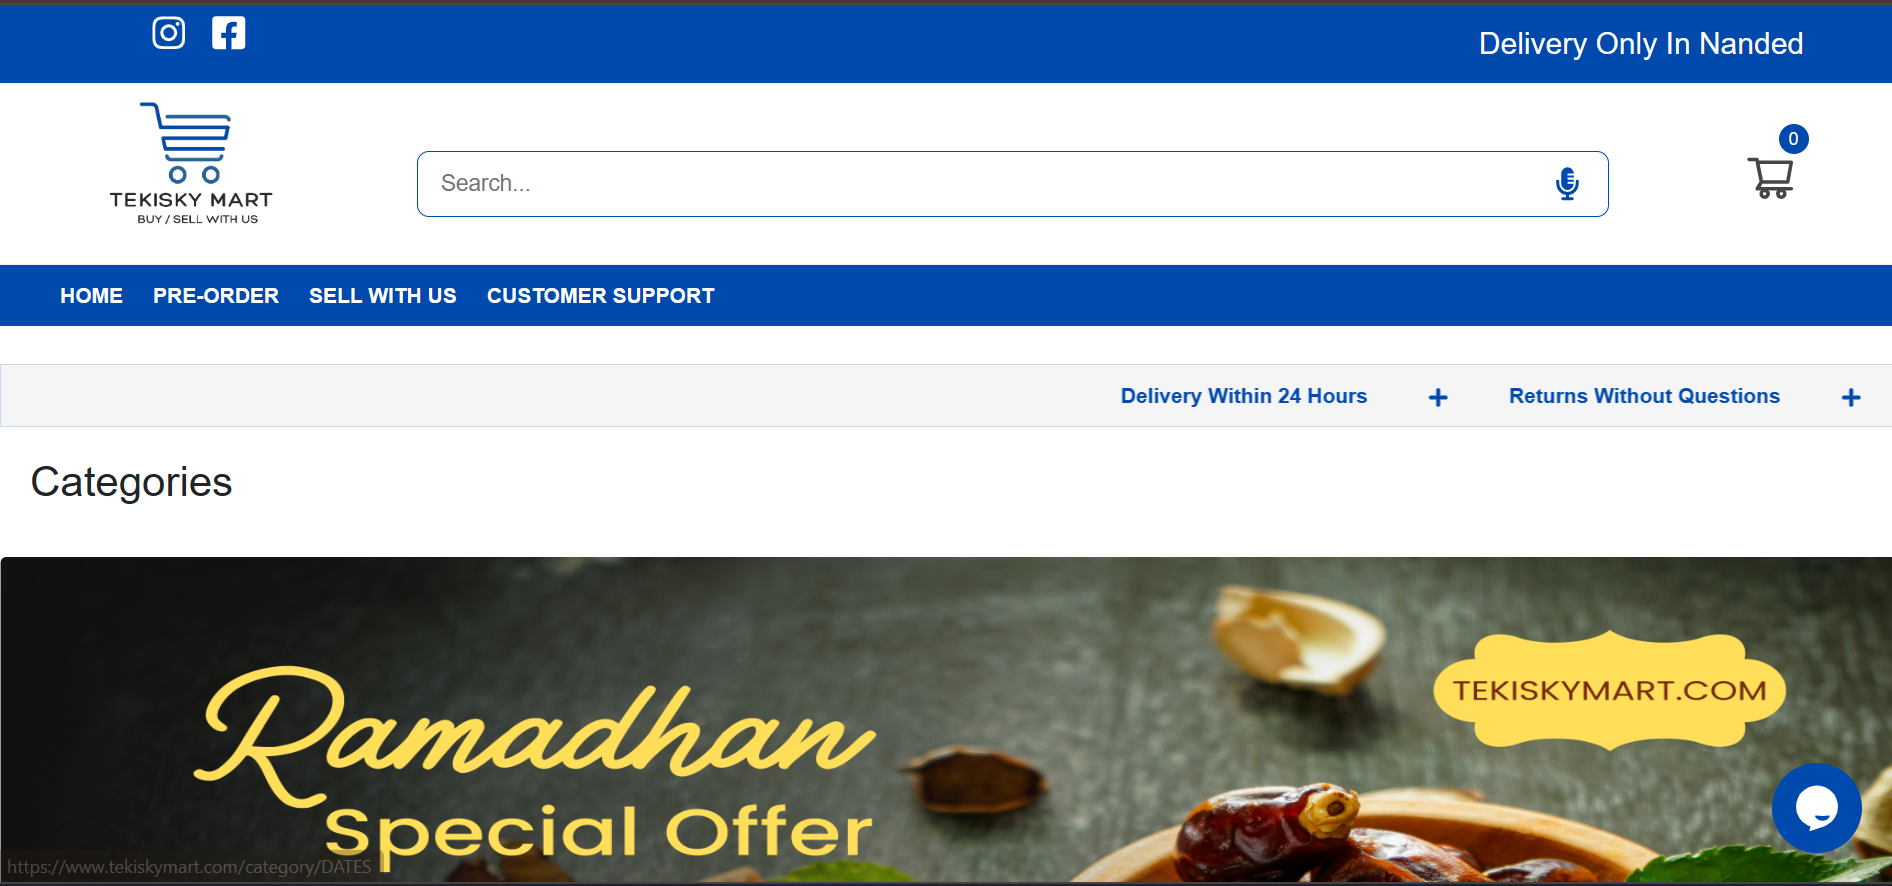 Delivery Only In Nanded
TEKISKY MART
BUY / SELL WITH US
Search...
0
HOME PRE-ORDER SELL WITH US CUSTOMER SUPPORT
Delivery Within 24 Hours + Returns Without Questions +
Categories
TEKISKYMART.COM
Ramadhan
Special Offer
https://www.tekiskymart.com/category/DATES